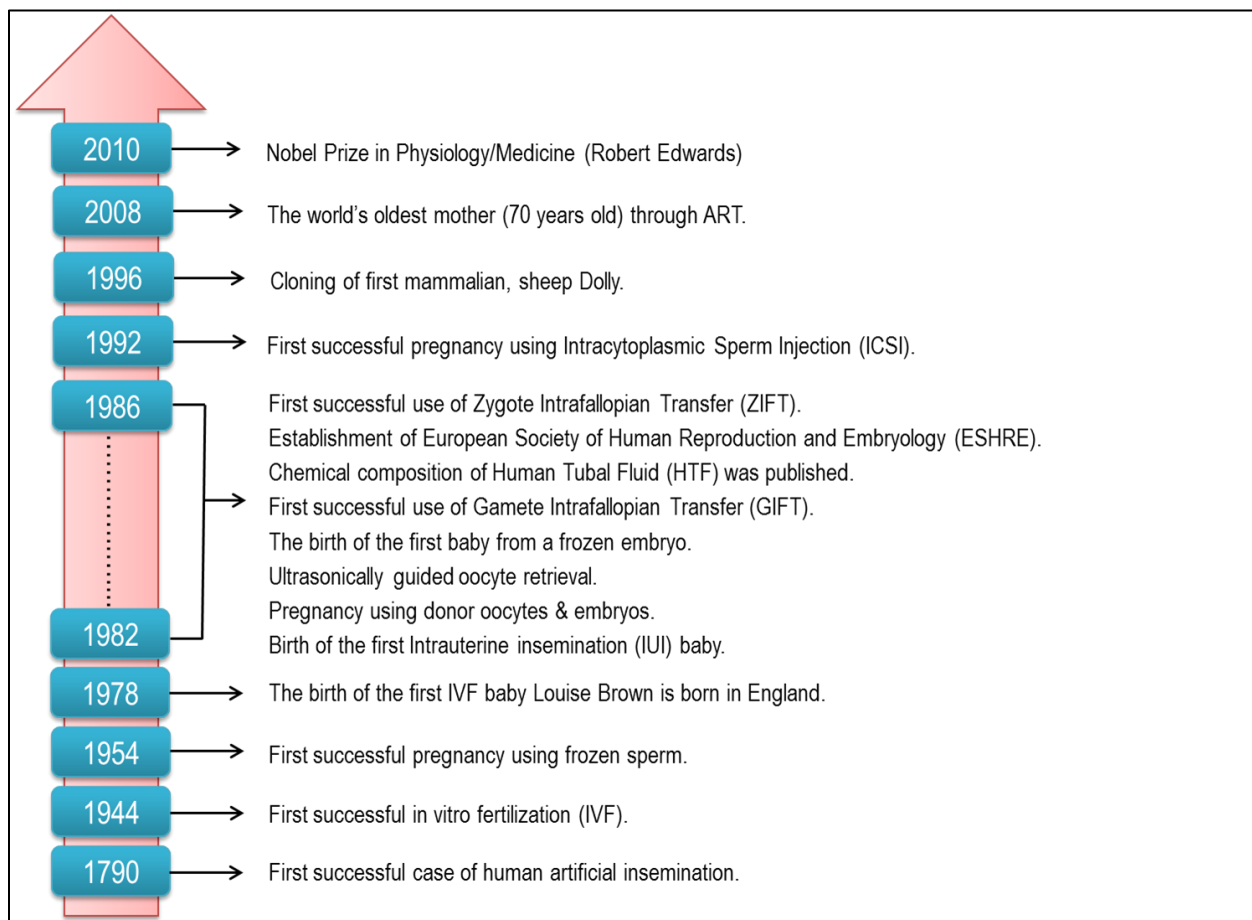 2010 Nobel Prize in Physiology/Medicine (Robert Edwards)
2008 The world's oldest mother (70 years old) through ART.
1996 Cloning of first mammalian, sheep Dolly.
1992 First successful pregnancy using Intracytoplasmic Sperm Injection (ICSI).
1986 First successful use of Zygote Intrafallopian Transfer (ZIFT).
Establishment of European Society of Human Reproduction and Embryology (ESHRE).
Chemical composition of Human Tubal Fluid (HTF) was published.
First successful use of Gamete Intrafallopian Transfer (GIFT).
The birth of the first baby from a frozen embryo.
Ultrasonically guided oocyte retrieval.
Pregnancy using donor oocytes & embryos.
1982 Birth of the first Intrauterine insemination (IUI) baby.
1978 The birth of the first IVF baby Louise Brown is born in England.
1954 First successful pregnancy using frozen sperm.
1944 First successful in vitro fertilization (IVF).
1790 First successful case of human artificial insemination.